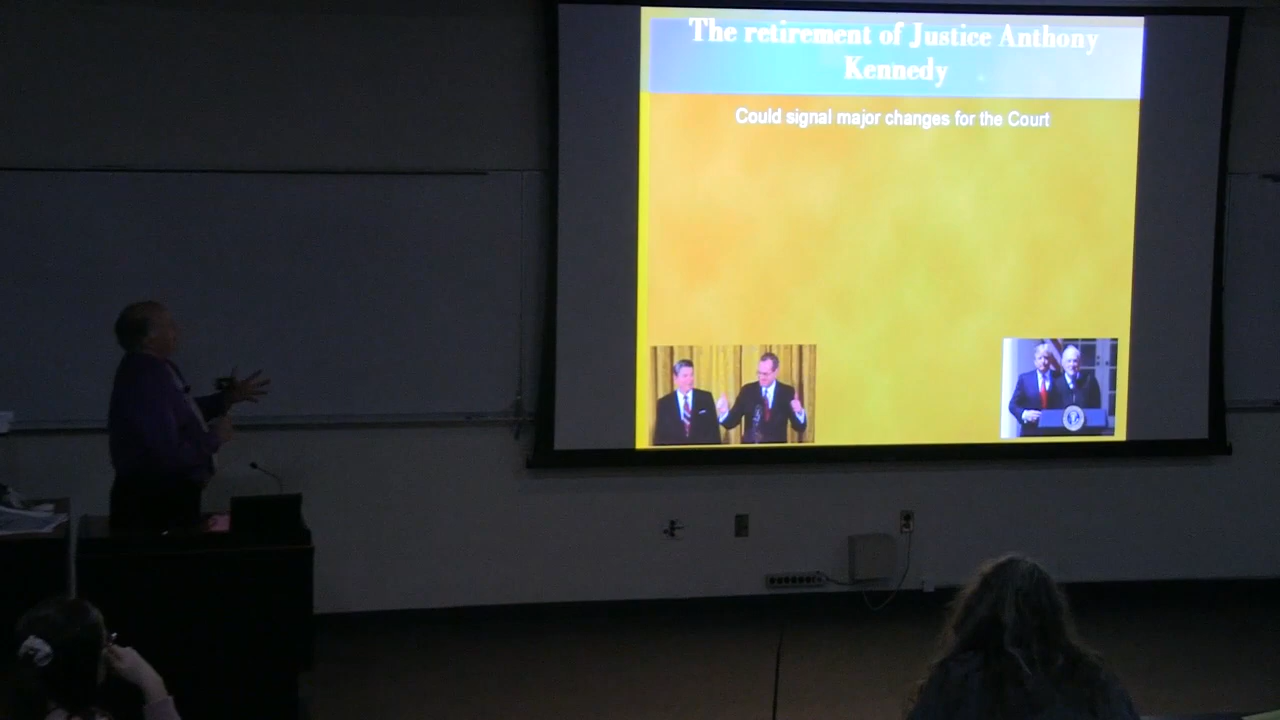 The retirement of Justice Anthony
Kennedy
Could signal major changes for the Court